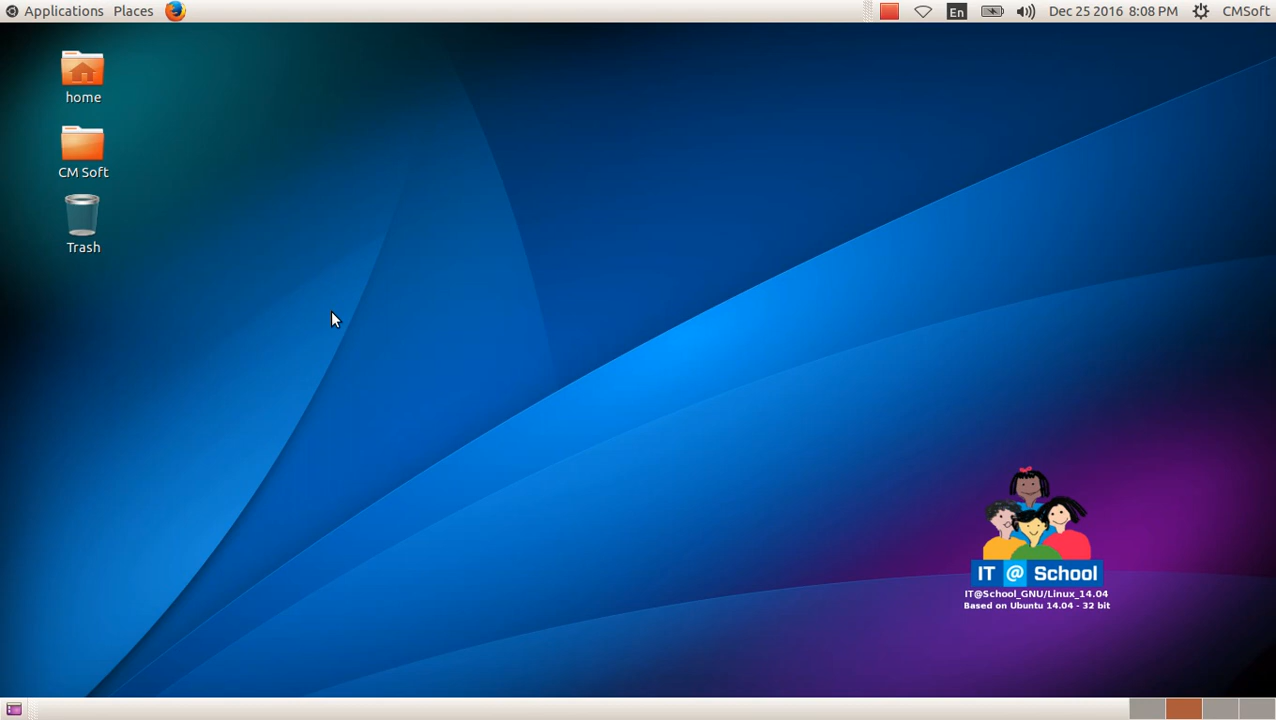 Applications Places En Dec 25 2016 8:08 PM CMSoft
home
CM Soft
Trash
IT @ School
IT@School_GNU/Linux_14.04
Based on Ubuntu 14.04 - 32 bit